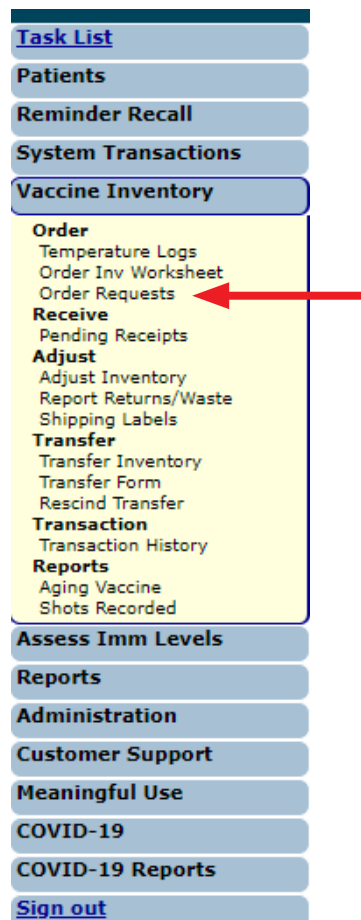 Task List
Patients
Reminder Recall
System Transactions
Vaccine Inventory
Order
Temperature Logs
Order Inv Worksheet
Order Requests
Receive
Pending Receipts
Adjust
Adjust Inventory
Report Returns/Waste
Shipping Labels
Transfer
Transfer Inventory
Transfer Form
Rescind Transfer
Transaction
Transaction History
Reports
Aging Vaccine
Shots Recorded
Assess Imm Levels
Reports
Administration
Customer Support
Meaningful Use
COVID-19
COVID-19 Reports
Sign out